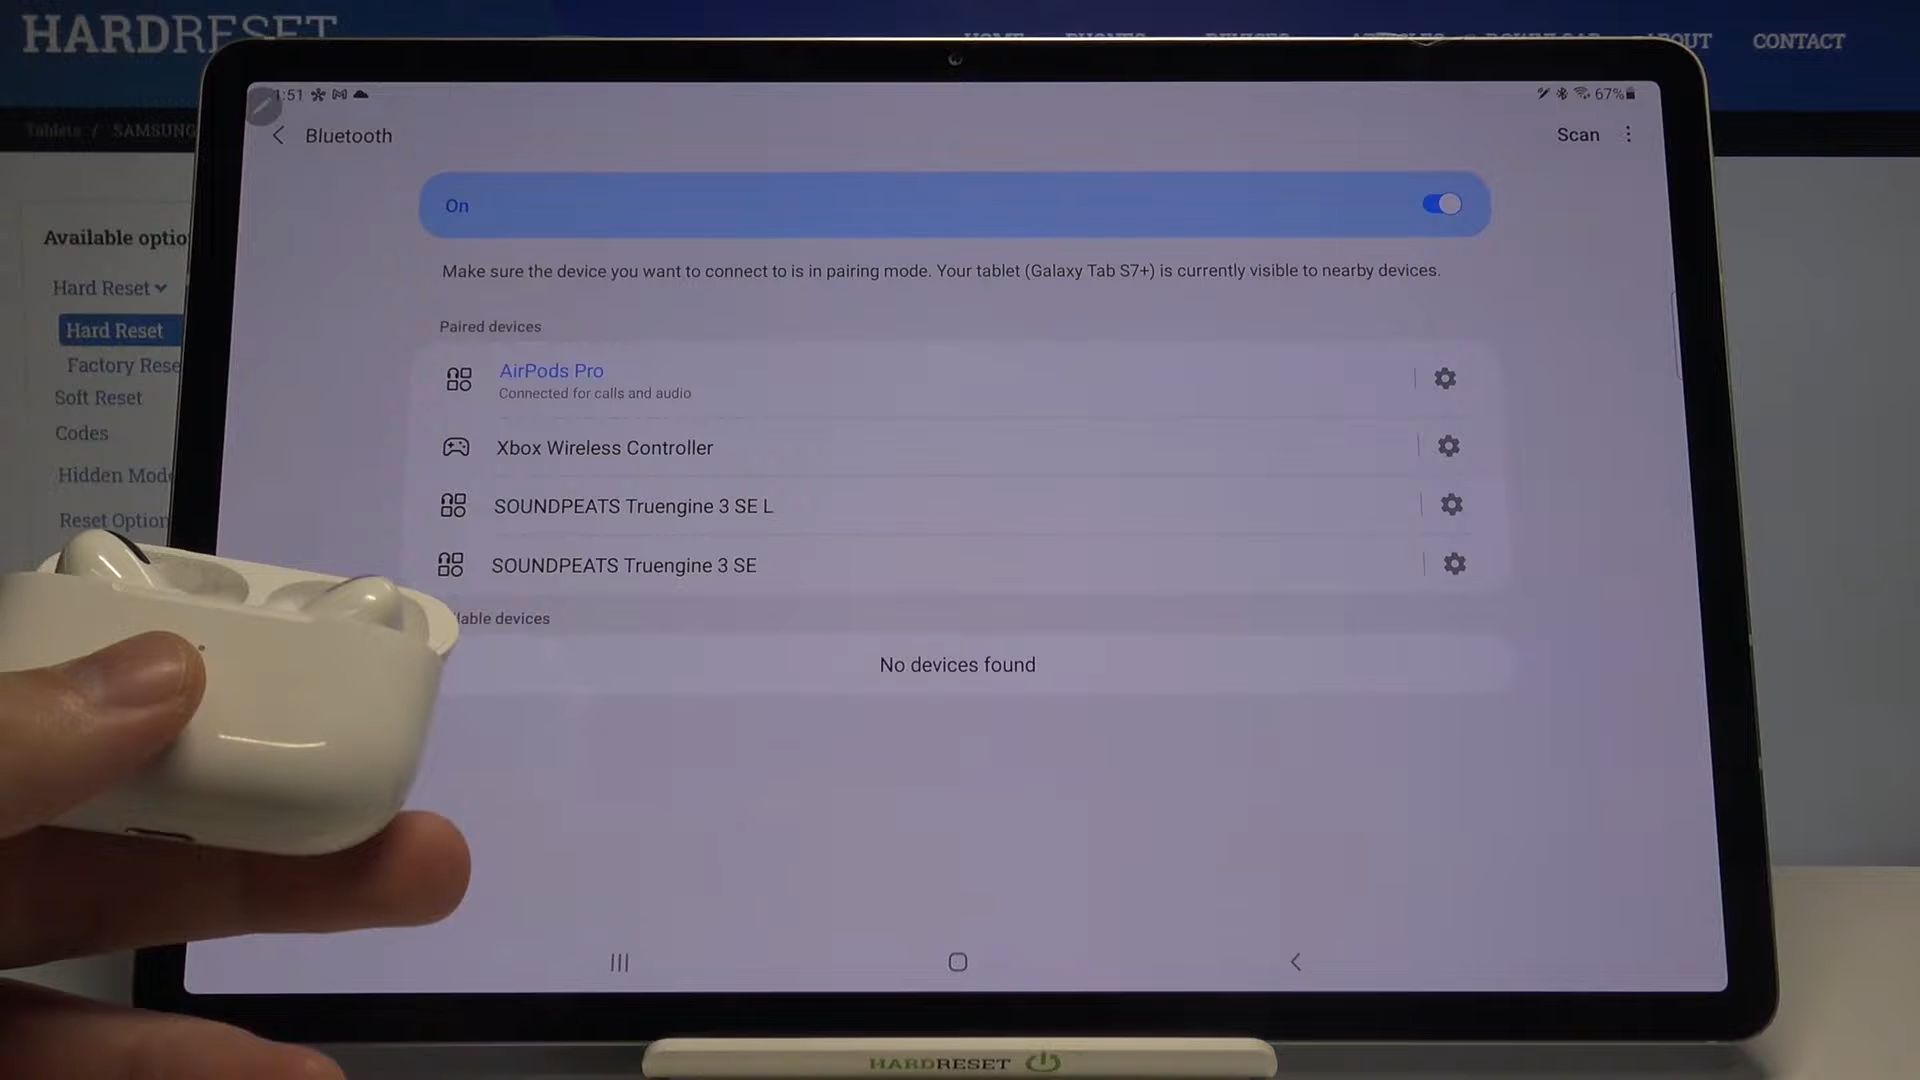 HARDRESET
CONTACT
Tablets / SAMSUNG
1:51
67%
Bluetooth
Scan
On
Make sure the device you want to connect to is in pairing mode. Your tablet (Galaxy Tab S7+) is currently visible to nearby devices.
Paired devices
AirPods Pro
Connected for calls and audio
Xbox Wireless Controller
SOUNDPEATS Truengine 3 SE L
SOUNDPEATS Truengine 3 SE
lable devices
No devices found
Available optio
Hard Reset
Hard Reset
Factory Rese
Soft Reset
Codes
Hidden Mod
Reset Option
HARDRESET